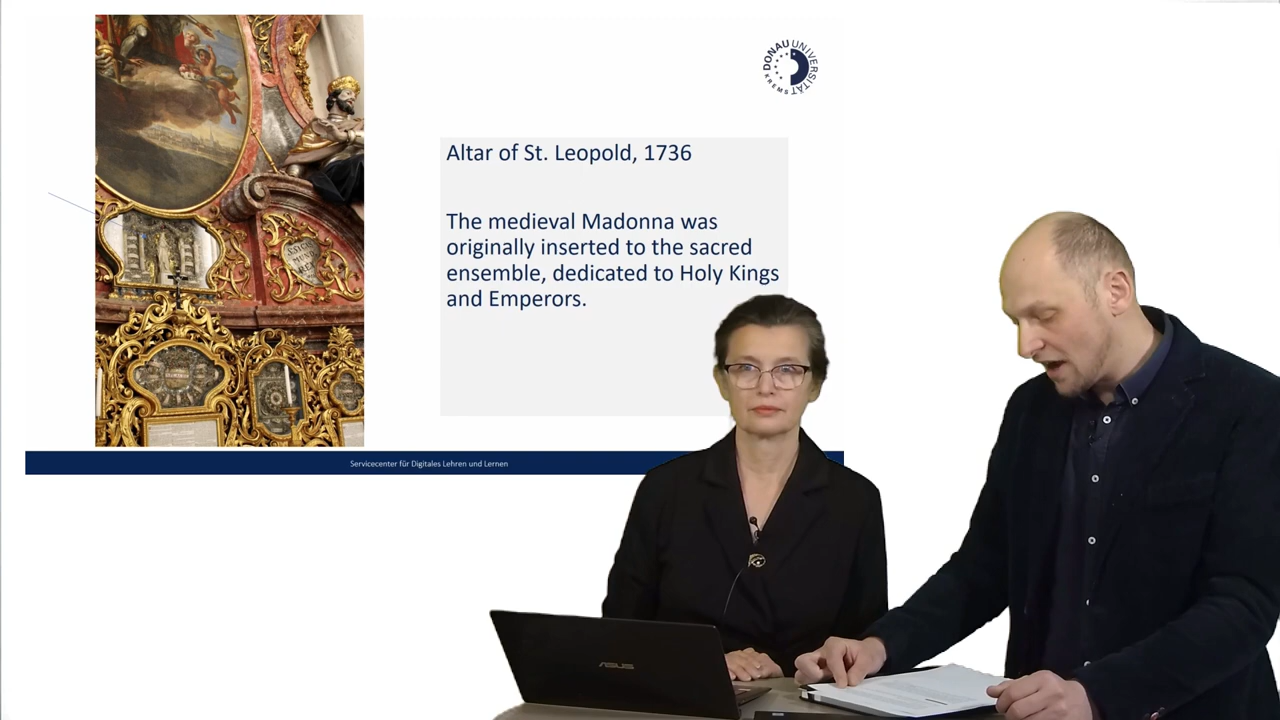 DONAU UNIVERSITÄT
KREMS
Altar of St. Leopold, 1736
The medieval Madonna was
originally inserted to the sacred
ensemble, dedicated to Holy Kings
and Emperors.
Servicecenter für Digitales Lehren und Lernen
ASUS